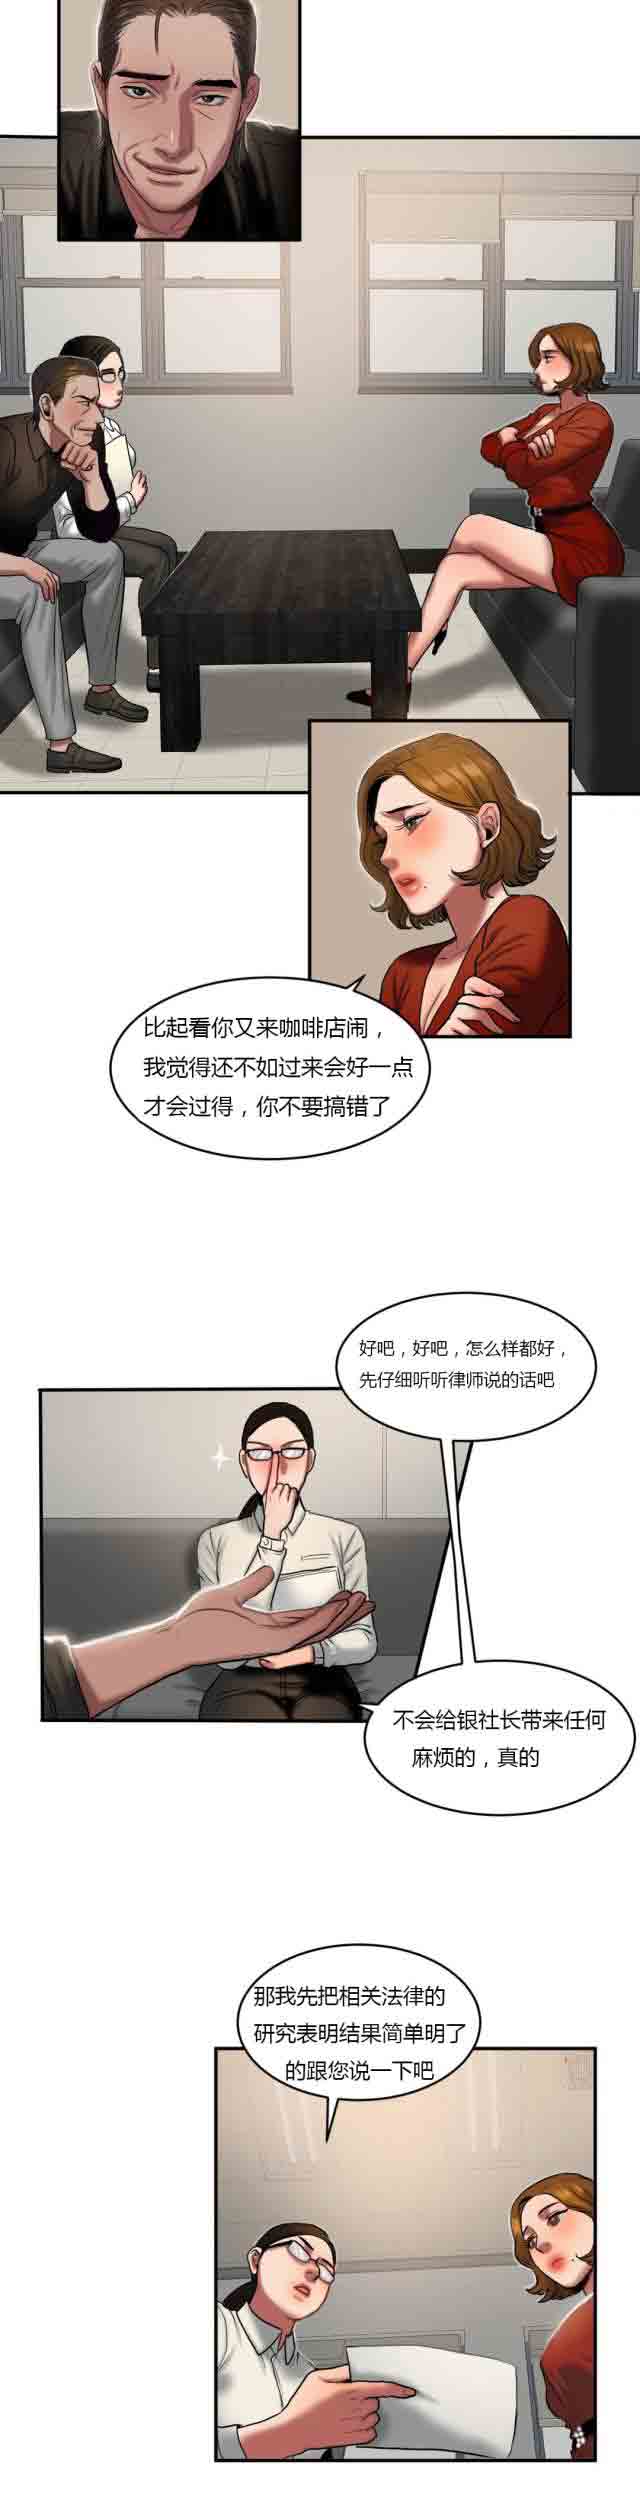 比起看你又来咖啡店闹，
我觉得还不如过来会好一点
才会过得，你不要搞错了
好吧，好吧，怎么样都好，
先仔细听听律师说的话吧
不会给银社长带来任何
麻烦的，真的
那我先把相关法律的
研究表明结果简单明了
的跟您说一下吧